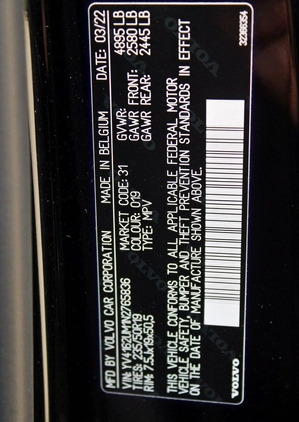 MFD BY VOLVO CAR CORPORATION MADE IN BELGIUM DATE: 03/22
VIN: YV4162UM1N2765936 GVWR: 4895 LB
TIRES: 235/50R19 MARKET CODE: 31 GAWR FRONT: 2580 LB
RIM: 7.5Jx19x50.5 COLOUR: 019 GAWR REAR: 2445 LB
TYPE: MPV
THIS VEHICLE CONFORMS TO ALL APPLICABLE FEDERAL MOTOR
VEHICLE SAFETY, BUMPER AND THEFT PREVENTION STANDARDS IN EFFECT
ON THE DATE OF MANUFACTURE SHOWN ABOVE.
VOLVO
32366354